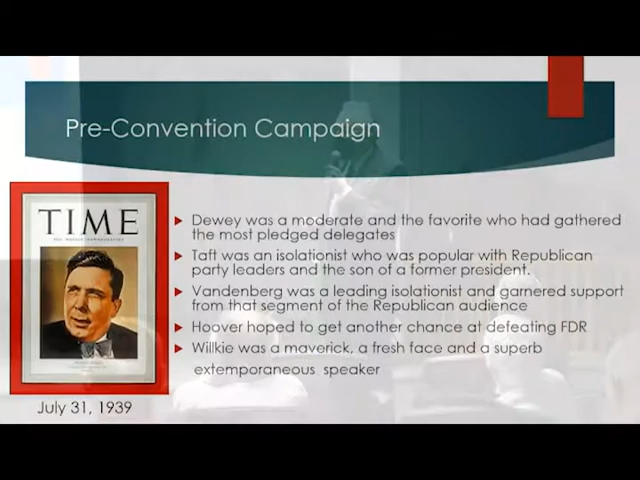 Pre-Convention Campaign
TIME
Dewey was a moderate and the favorite who had gathered
the most pledged delegates
Taft was an isolationist who was popular with Republican
party leaders and the son of a former president.
Vandenberg was a leading isolationist and garnered support
from that segment of the Republican audience
Hoover hoped to get another chance at defeating FDR
Willkie was a maverick, a fresh face and a superb
extemporaneous speaker
July 31, 1939